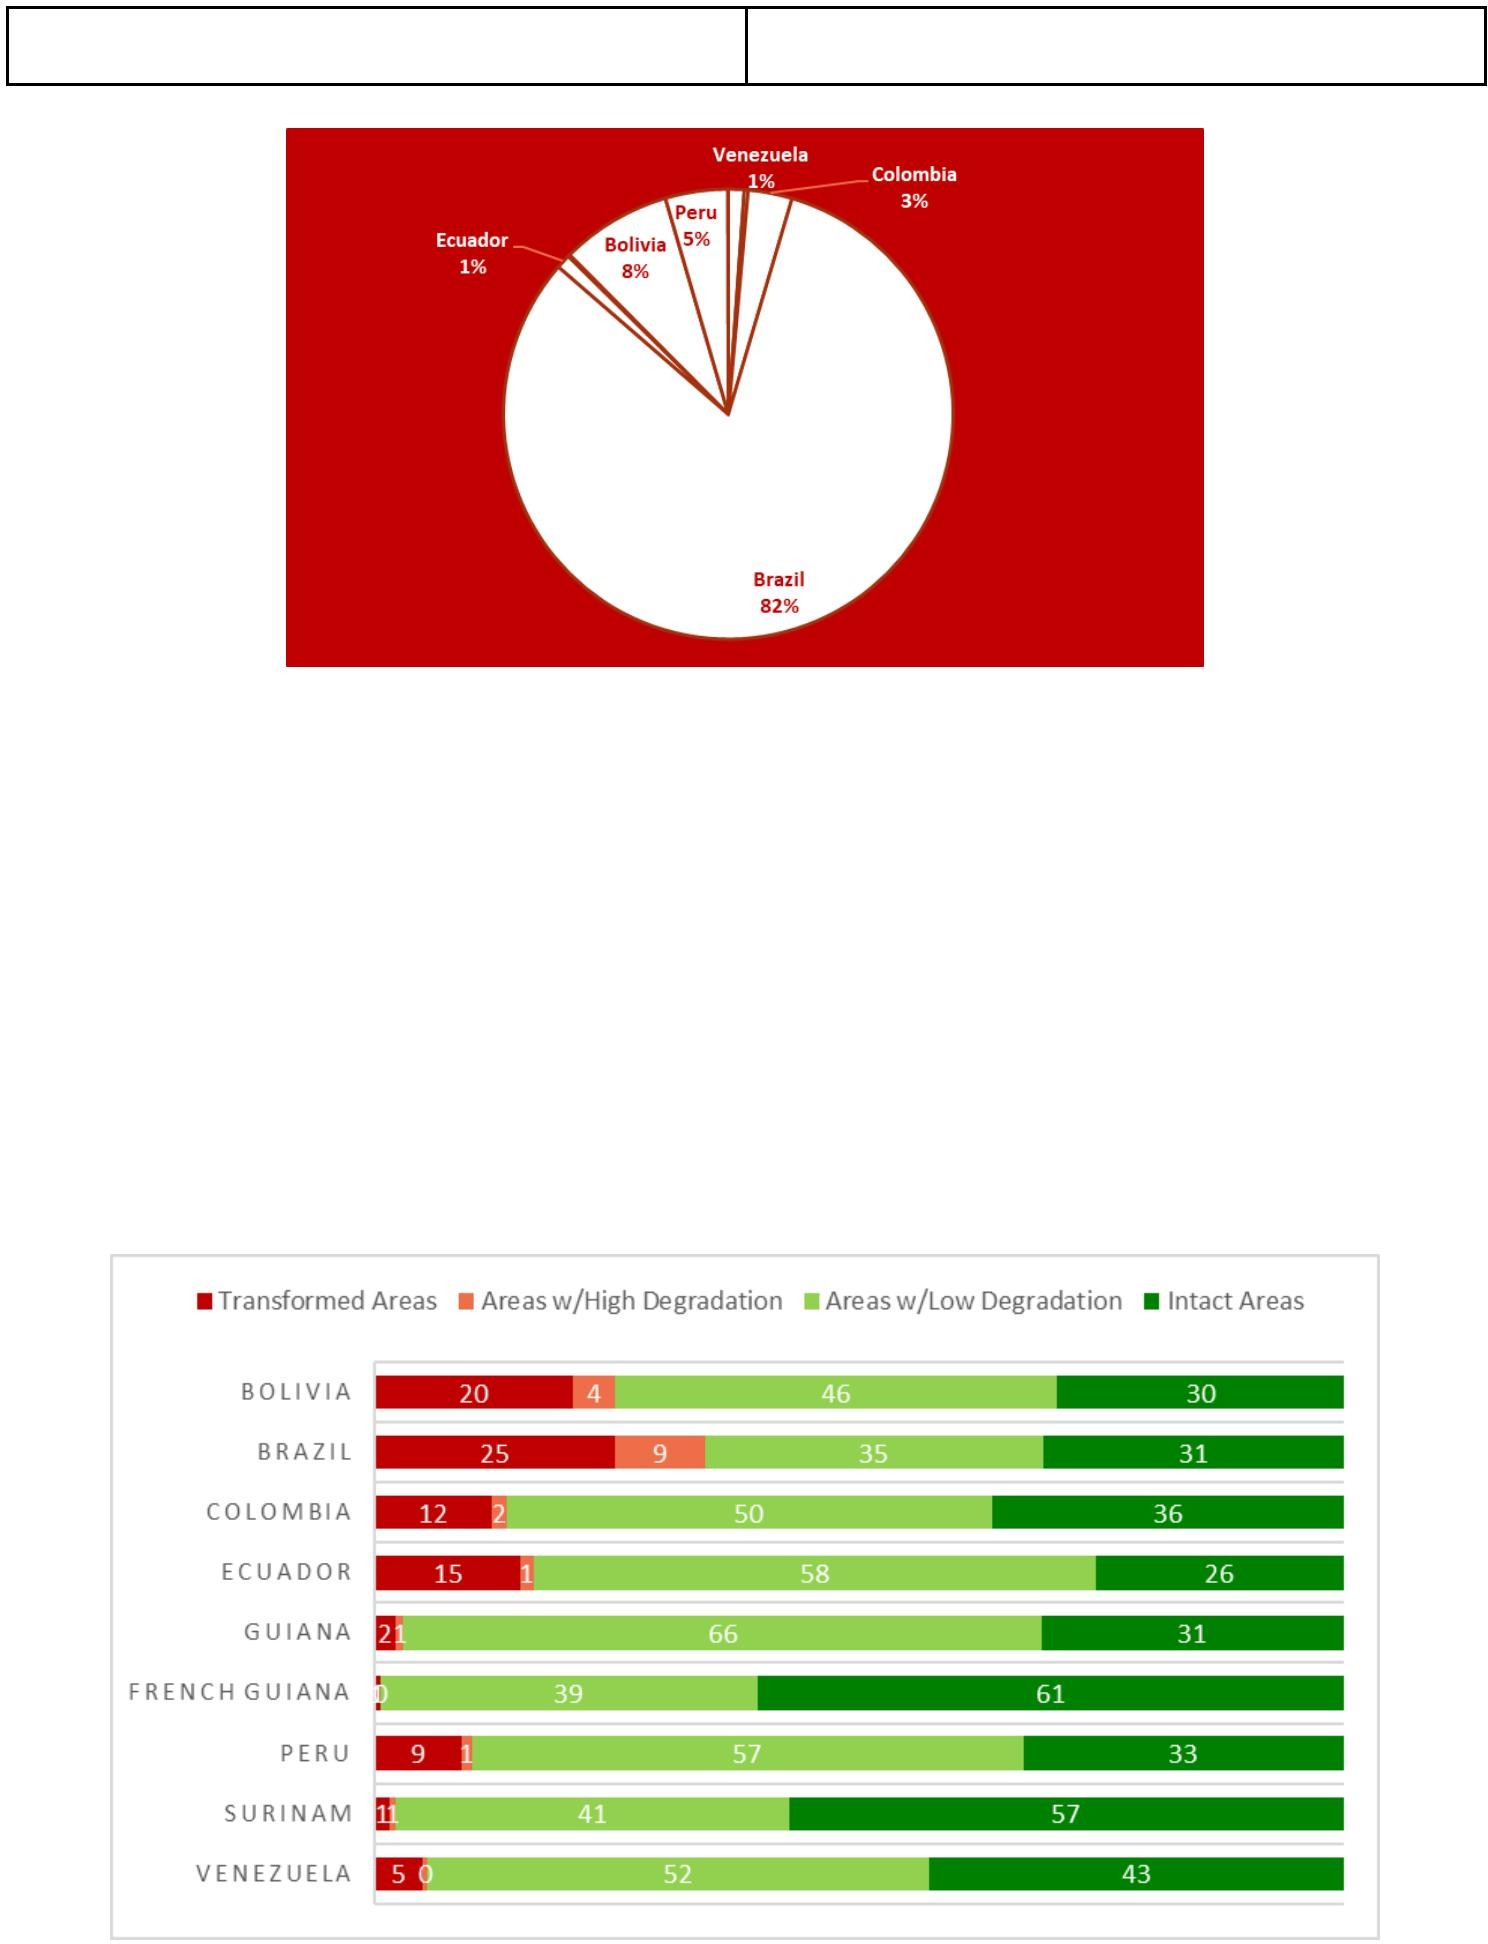 Venezuela
1%
Colombia
3%
Peru
5%
Ecuador
1%
Bolivia
8%
Brazil
82%
Transformed Areas Areas w/High Degradation Areas w/Low Degradation Intact Areas
BOLIVIA 20 4 46 30
BRAZIL 25 9 35 31
COLOMBIA 12 2 50 36
ECUADOR 15 1 58 26
GUIANA 2 1 66 31
FRENCH GUIANA 0 39 61
PERU 9 1 57 33
SURINAM 1 1 41 57
VENEZUELA 5 0 52 43